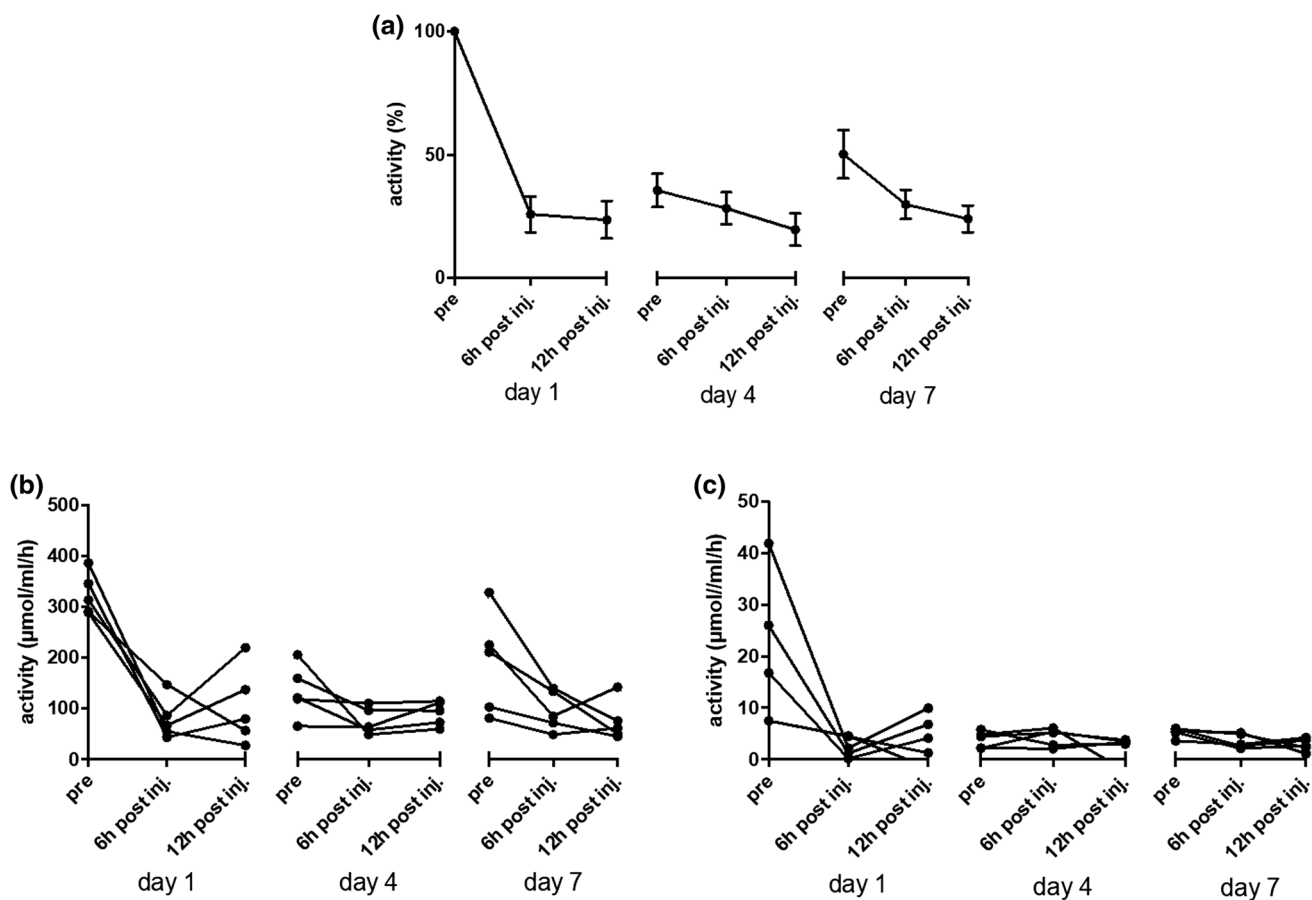 (a)
activity (%)
100
50
0
pre
6h post inj.
12h post inj.
pre
6h post inj.
12h post inj.
pre
6h post inj.
12h post inj.
day 1
day 4
day 7
(b)
activity (µmol/ml/h)
500
400
300
200
100
0
pre
6h post inj.
12h post inj.
pre
6h post inj.
12h post inj.
pre
6h post inj.
12h post inj.
day 1
day 4
day 7
(c)
activity (µmol//ml/h)
50
40
30
20
10
0
pre
6h post inj.
12h post inj.
pre
6h post inj.
12h post inj.
pre
6h post inj.
12h post inj.
day 1
day 4
day 7